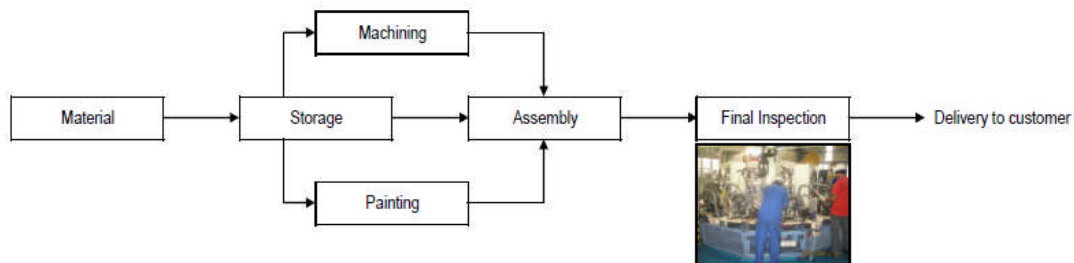 Machining
Material
Storage
Assembly
Final Inspection
Delivery to customer
Painting